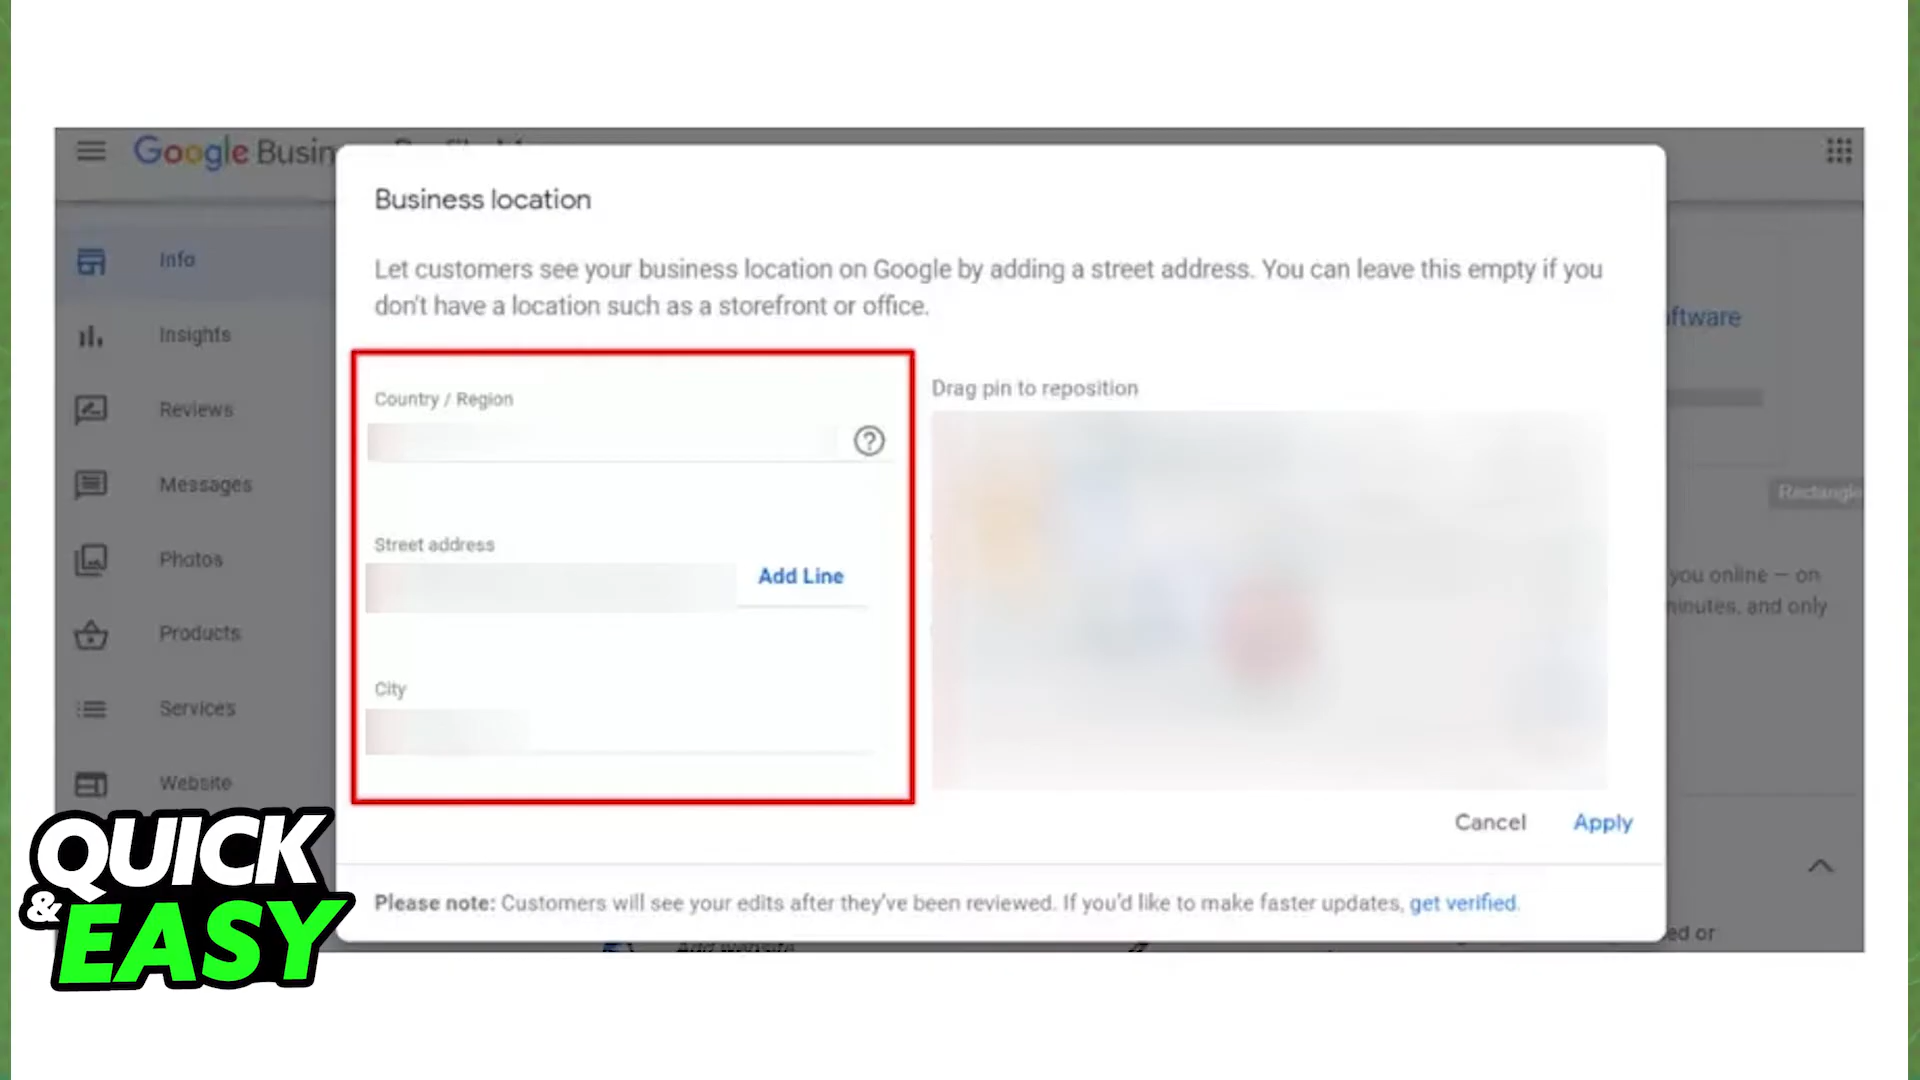 Google Busin
Business location
Let customers see your business location on Google by adding a street address. You can leave this empty if you
don't have a location such as a storefront or office.
Info
Insights
Reviews
Messages
Photos
Products
Services
Website
Country / Region
Street address
Add Line
City
Drag pin to reposition
ftware
Rectangle
you online – on
minutes, and only
Cancel
Apply
Please note: Customers will see your edits after they've been reviewed. If you'd like to make faster updates, get verified.
Add website
ed or
QUICK
&EASY